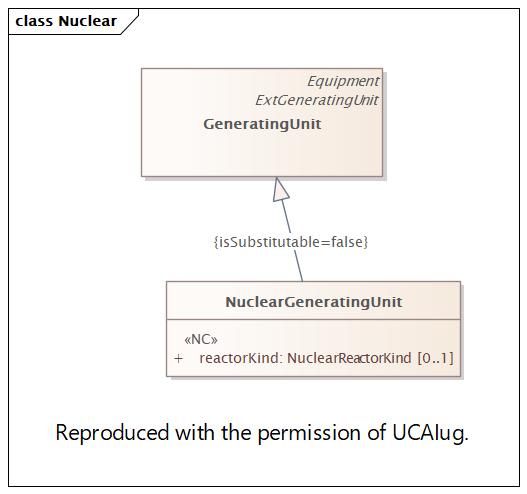 class Nuclear
Equipment
ExtGeneratingUnit
GeneratingUnit
{isSubstitutable=false}
NuclearGeneratingUnit
«NC»
+ reactorKind: NuclearReactorKind [0..1]
Reproduced with the permission of UCAIug.